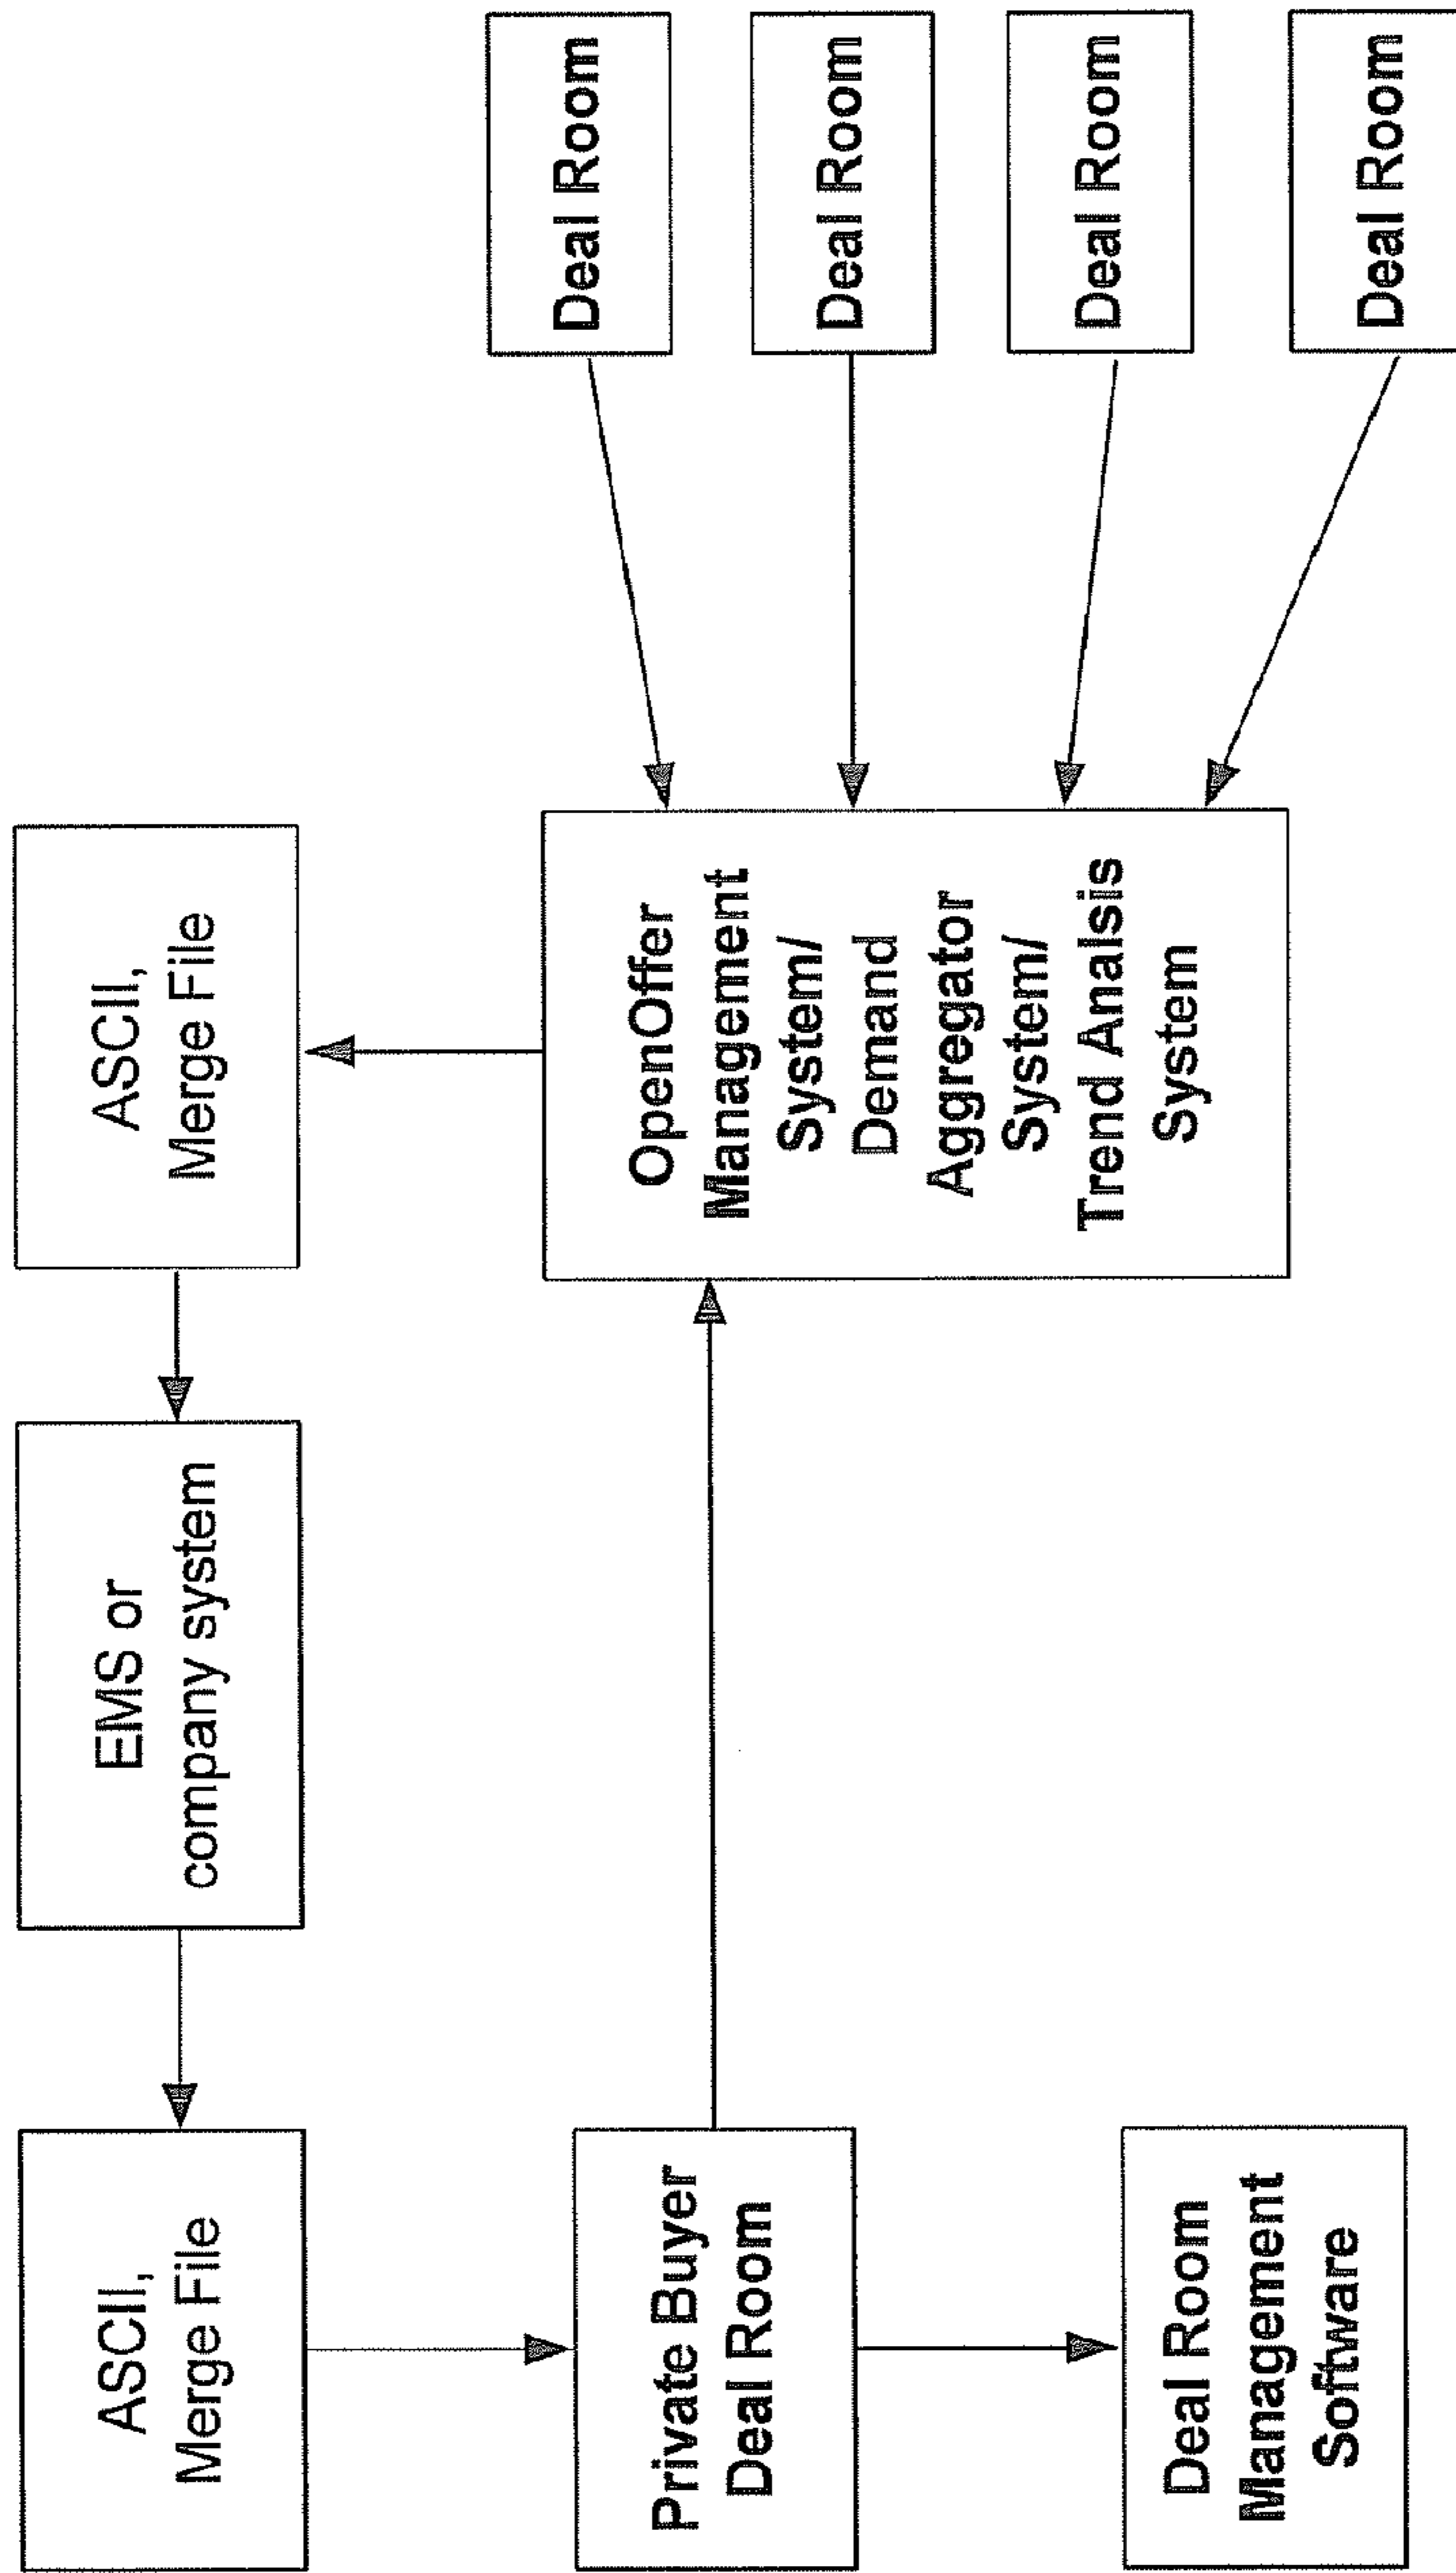 ASCII,
Merge File
EMS or
company system
ASCII,
Merge File
Private Buyer
Deal Room
OpenOffer
Management
System/
Demand
Aggregator
System/
Trend Analsis
System
Deal Room
Deal Room
Deal Room
Deal Room
Deal Room
Management
Software